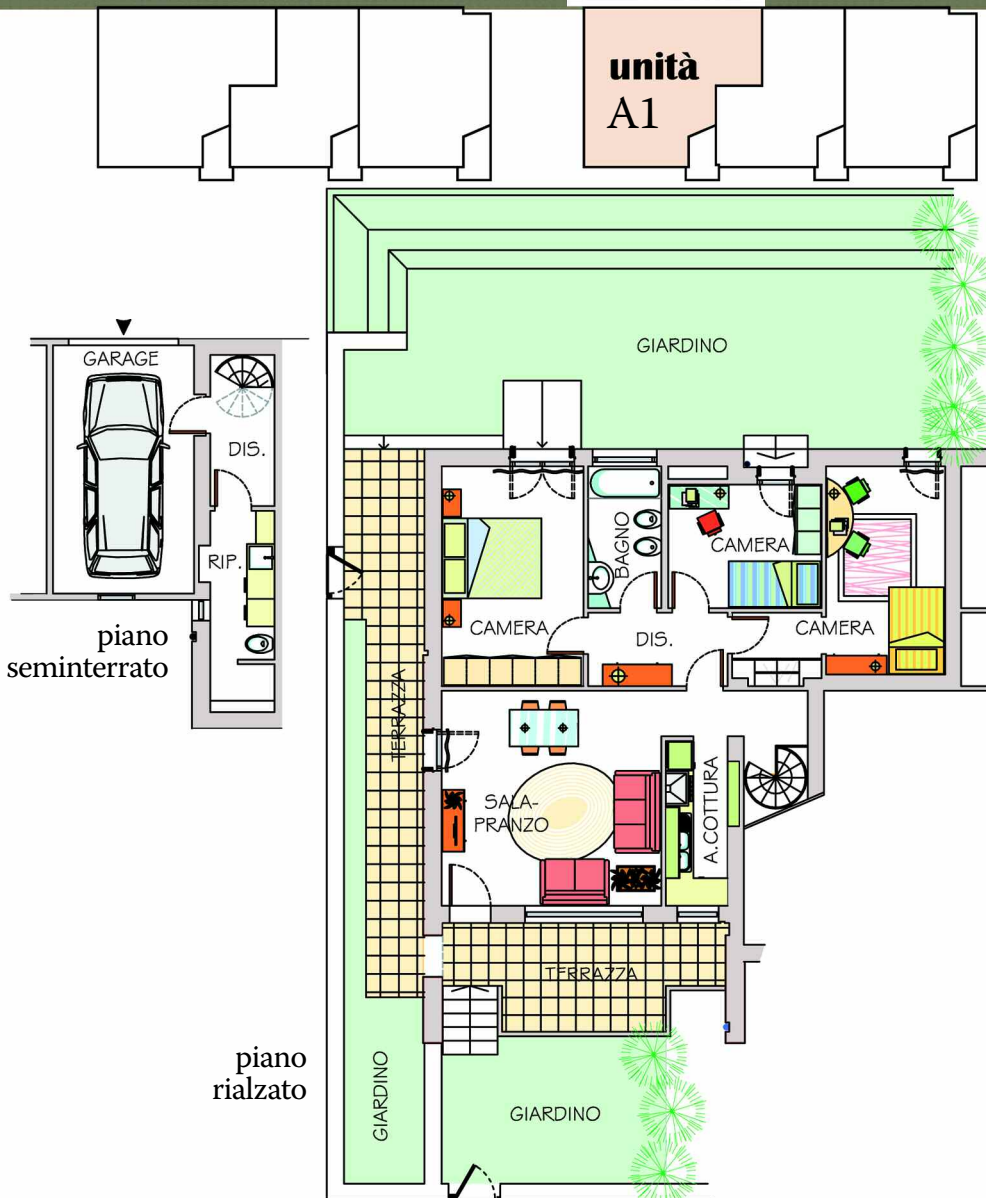 unità
A1
GIARDINO
GARAGE
DIS.
RIP.
piano
seminterrato
BAGNO
CAMERA
CAMERA
DIS.
CAMERA
TERRAZZA
SALA-
PRANZO
A.COTTURA
TERRAZZA
piano
rialzato
GIARDINO
GIARDINO